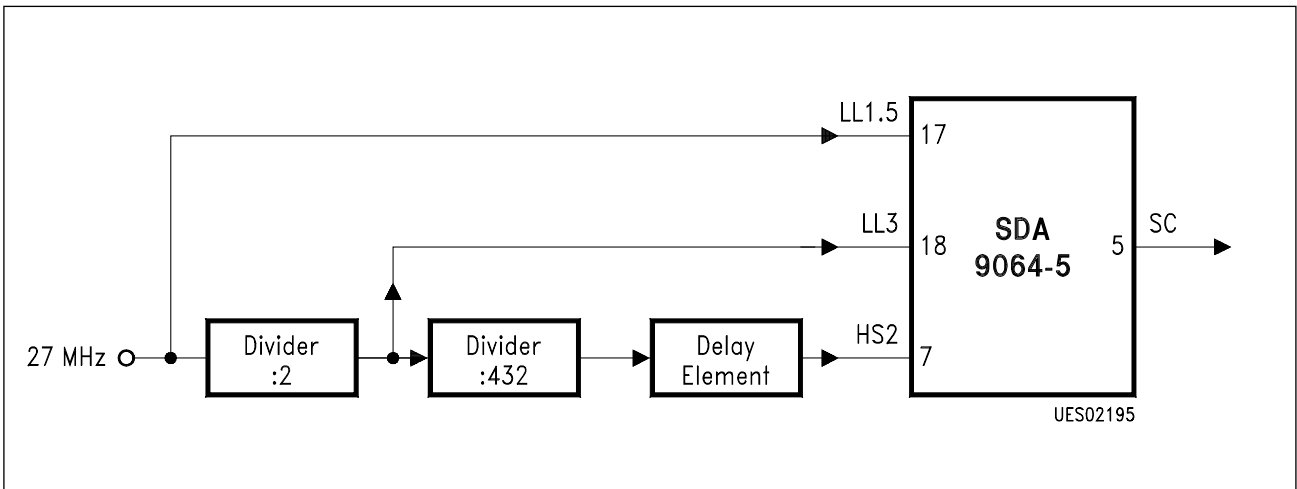 LL1.5
17
LL3
18
SDA
9064-5
5
SC
27 MHz
Divider
:2
Divider
:432
Delay
Element
HS2
7
UES02195